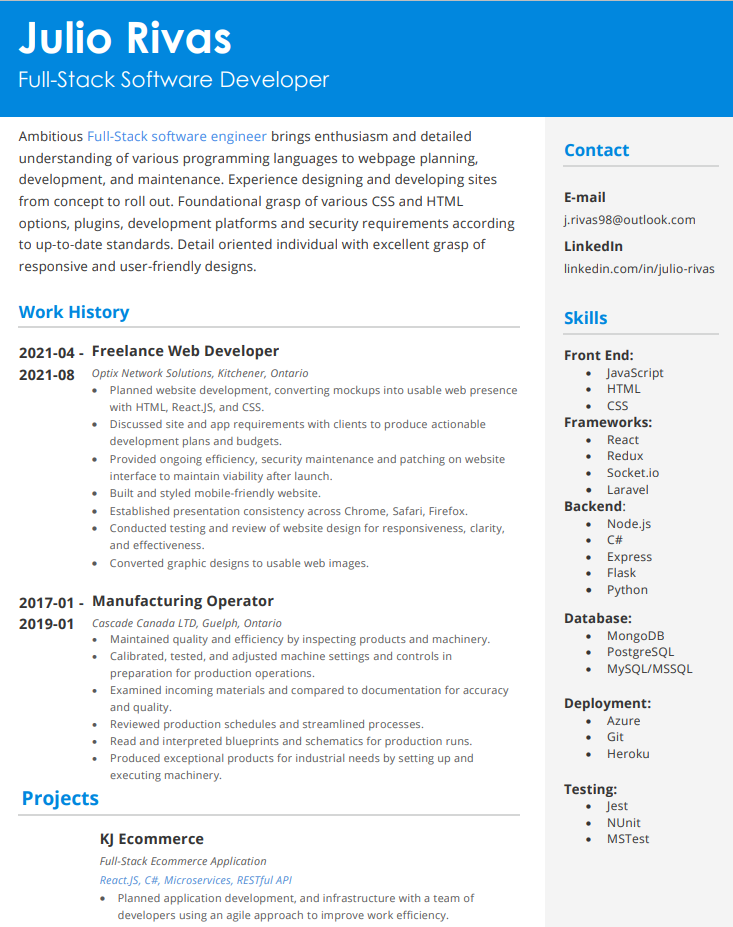 Julio Rivas
Full-Stack Software Developer
Ambitious Full-Stack software engineer brings enthusiasm and detailed
understanding of various programming languages to webpage planning,
development, and maintenance. Experience designing and developing sites
from concept to roll out. Foundational grasp of various CSS and HTML
options, plugins, development platforms and security requirements according
to up-to-date standards. Detail oriented individual with excellent grasp of
responsive and user-friendly designs.
Work History
2021-04 - Freelance Web Developer
2021-08 Optix Network Solutions, Kitchener, Ontario
• Planned website development, converting mockups into usable web presence
with HTML, React.JS, and CSS.
• Discussed site and app requirements with clients to produce actionable
development plans and budgets.
• Provided ongoing efficiency, security maintenance and patching on website
interface to maintain viability after launch.
• Built and styled mobile-friendly website.
• Established presentation consistency across Chrome, Safari, Firefox.
• Conducted testing and review of website design for responsiveness, clarity,
and effectiveness.
• Converted graphic designs to usable web images.
2017-01 - Manufacturing Operator
2019-01 Cascade Canada LTD, Guelph, Ontario
• Maintained quality and efficiency by inspecting products and machinery.
• Calibrated, tested, and adjusted machine settings and controls in
preparation for production operations.
• Examined incoming materials and compared to documentation for accuracy
and quality.
• Reviewed production schedules and streamlined processes.
• Read and interpreted blueprints and schematics for production runs.
• Produced exceptional products for industrial needs by setting up and
executing machinery.
Projects
KJ Ecommerce
Full-Stack Ecommerce Application
React.JS, C#, Microservices, RESTful API
• Planned application development, and infrastructure with a team of
developers using an agile approach to improve work efficiency.
Contact
E-mail
j.rivas98@outlook.com
LinkedIn
linkedin.com/in/julio-rivas
Skills
Front End:
• JavaScript
• HTML
• CSS
Frameworks:
• React
• Redux
• Socket.io
• Laravel
Backend:
• Node.js
• C#
• Express
• Flask
• Python
Database:
• MongoDB
• PostgreSQL
• MySQL/MSSQL
Deployment:
• Azure
• Git
• Heroku
Testing:
• Jest
• NUnit
• MSTest